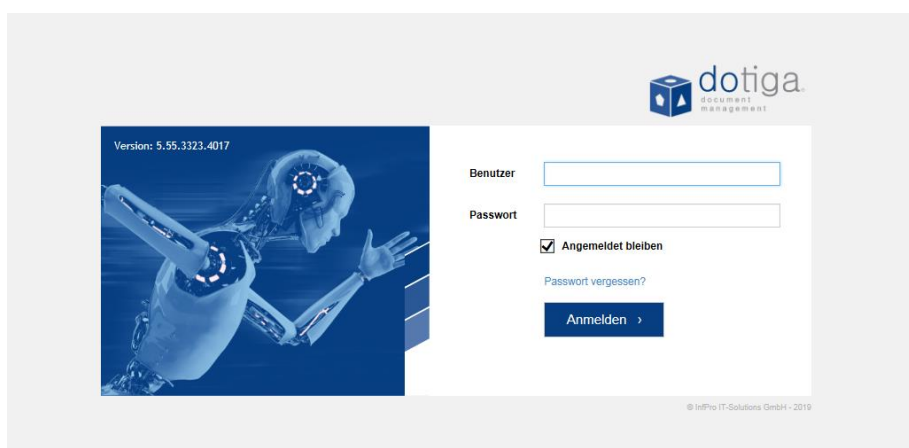 dotiga.
document
management
Version: 5.55.3323.4017
Benutzer
Passwort
Angemeldet bleiben
Passwort vergessen?
Anmelden ›
© InfPro IT-Solutions GmbH - 2019